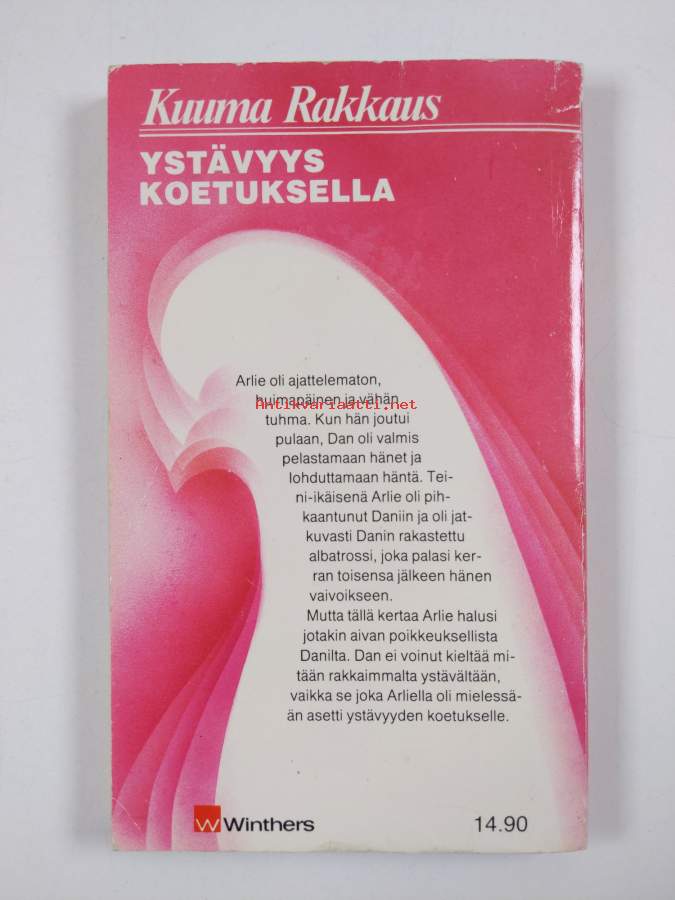 Kuuma Rakkaus
YSTÄVYYS
KOETUKSELLA
Arlie oli ajattelematon,
huimapäinen ja vähän
Antikvariaatti.net
tuhma. Kun hän joutui
pulaan, Dan oli valmis
pelastamaan hänet ja
lohduttamaan häntä. Tei-
ni-ikäisenä Arlie oli pih-
kaantunut Daniin ja oli jat-
kuvasti Danin rakastettu
albatrossi, joka palasi ker-
ran toisensa jälkeen hänen
vaivoikseen.
Mutta tällä kertaa Arlie halusi
jotakin aivan poikkeuksellista
Danilta. Dan ei voinut kieltää mi-
tään rakkaimmalta ystävältään,
vaikka se joka Arliella oli mielessä-
än asetti ystävyyden koetukselle.
W Winthers
14.90